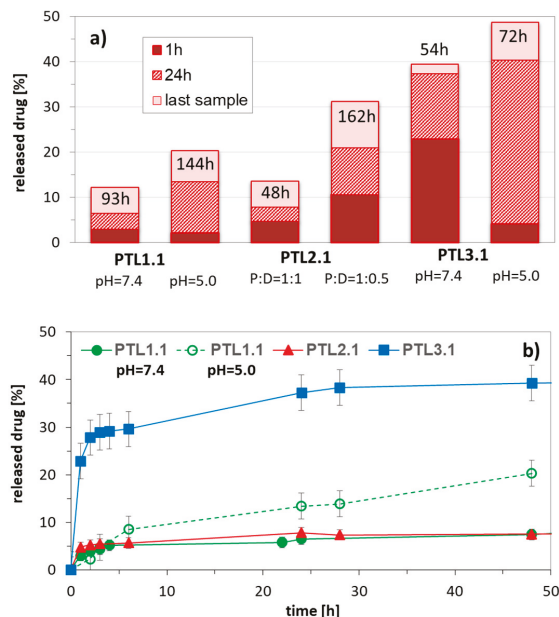 a)
1h
24h
last sample
released drug [%]
50
40
30
20
10
0
93h
144h
48h
162h
54h
72h
PTL1.1
PTL2.1
PTL3.1
pH=7.4
pH=5.0
P:D=1:1
P:D=1:0.5
pH=7.4
pH=5.0
b)
PTL1.1
pH=7.4
PTL1.1
pH=5.0
PTL2.1
PTL3.1
released drug [%]
50
40
30
20
10
0
0
10
20
30
40
50
time [h]